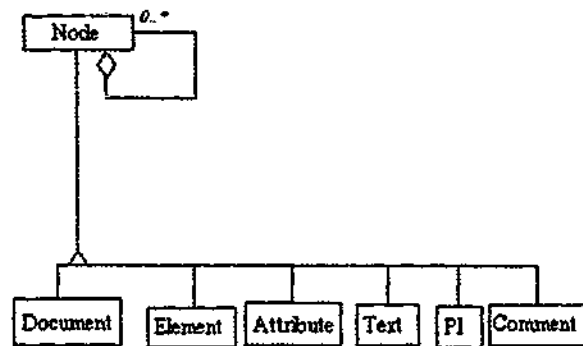 0..*
Node
Document
Element
Attribute
Text
PI
Comment